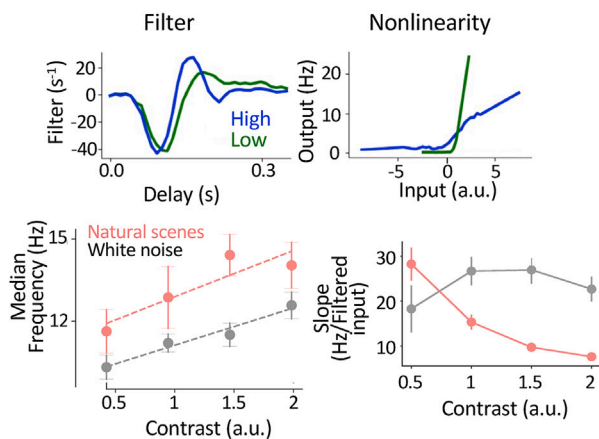 Filter
Nonlinearity
Filter (s⁻¹)
20
0
-20
-40
High
Low
0.0
0.3
Delay (s)
Output (Hz)
20
10
0
-5
0
5
Input (a.u.)
Natural scenes
White noise
Median
Frequency (Hz)
15
12
0.5
1
1.5
2
Contrast (a.u.)
Slope
(Hz/Filtered
input)
30
20
10
0.5
1
1.5
2
Contrast (a.u.)